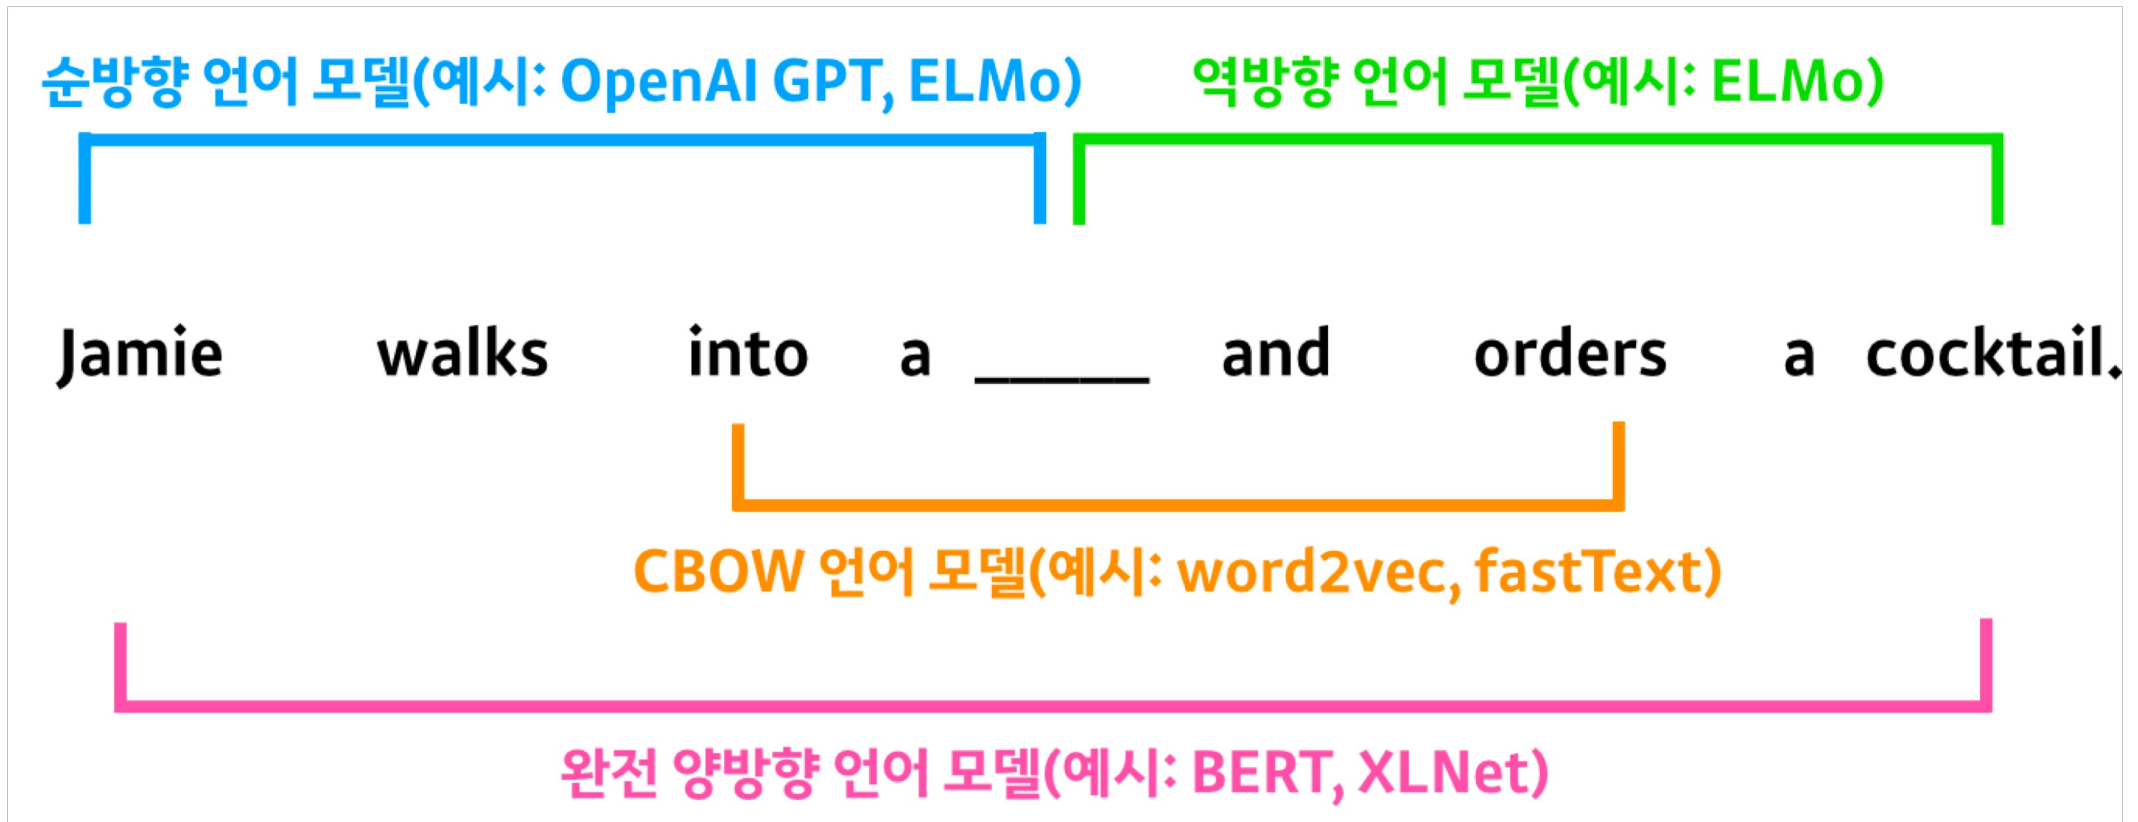 순방향 언어 모델(예시: OpenAI GPT, ELMo) 역방향 언어 모델(예시: ELMo)
Jamie walks into a _____ and orders a cocktail.
CBOW 언어 모델(예시: word2vec, fastText)
완전 양방향 언어 모델(예시: BERT, XLNet)